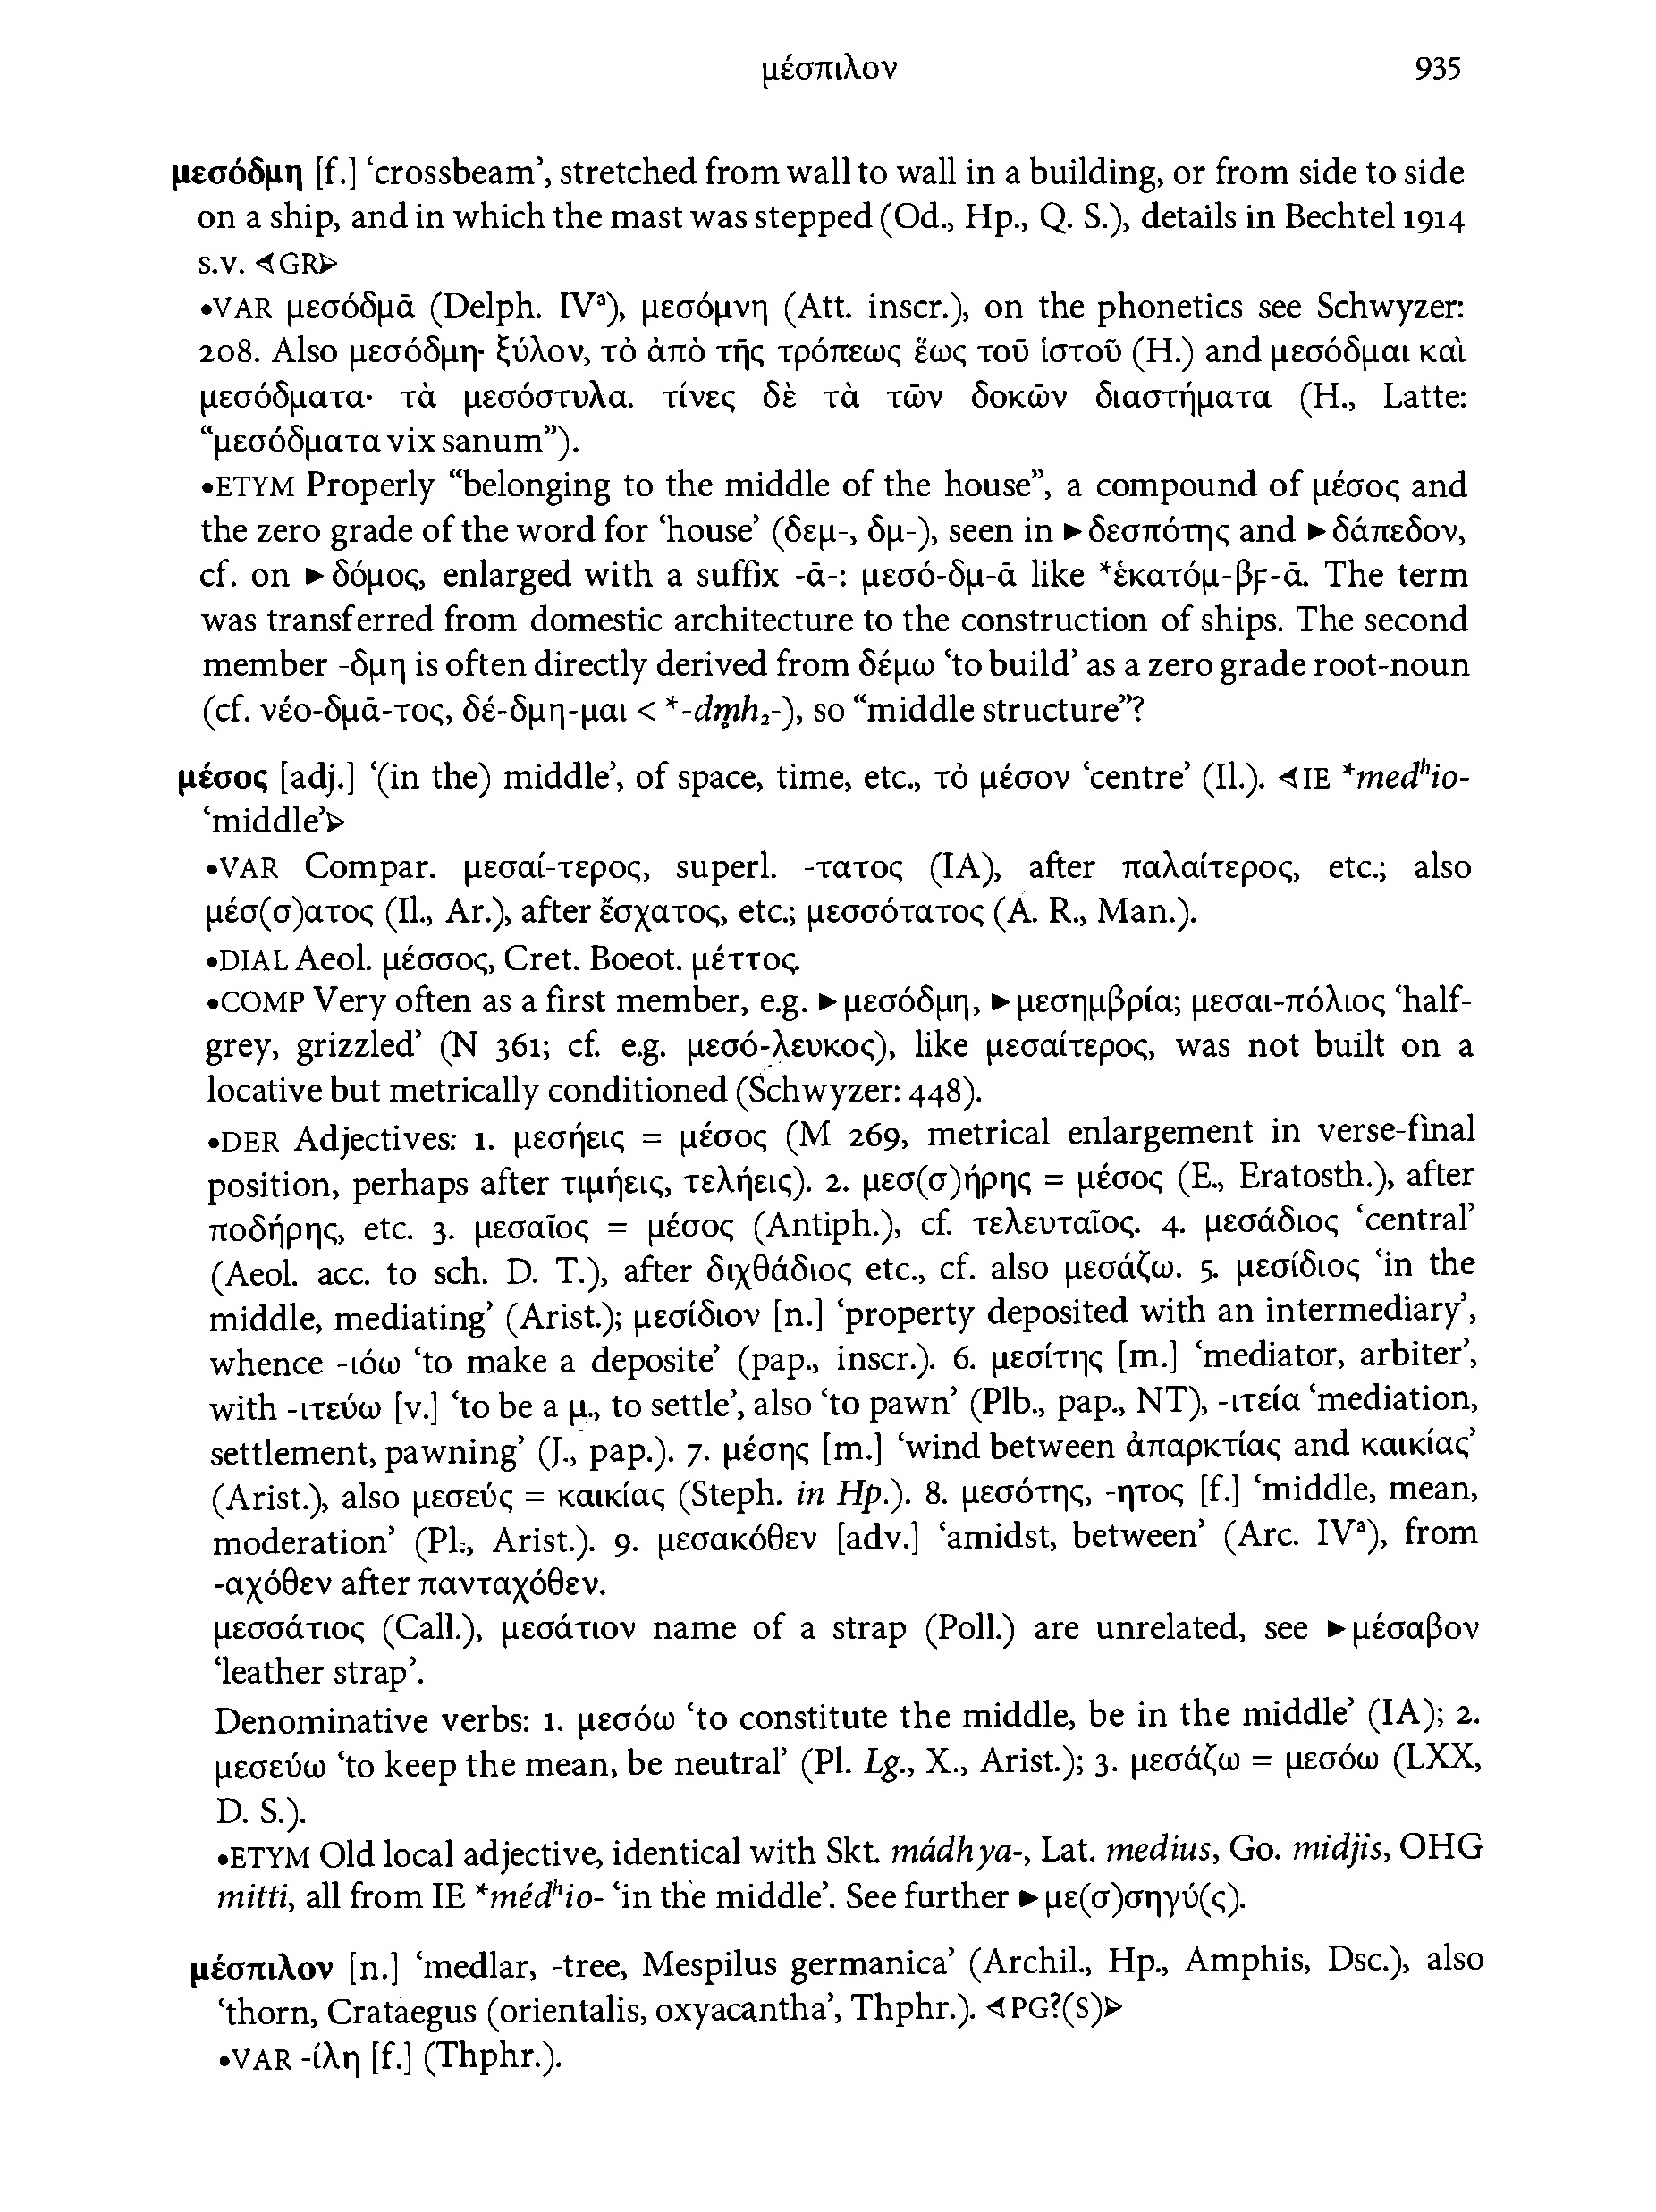 μέσπιλον 935
μεσόδμη [f.] ‘crossbeam’, stretched from wall to wall in a building, or from side to side
on a ship, and in which the mast was stepped (Od., Hp., Q. S.), details in Bechtel 1914
s.v. ⊲GR⊳
•VAR μεσόδμᾱ (Delph. IVᵃ), μεσόμνη (Att. inscr.), on the phonetics see Schwyzer:
208. Also μεσόδμη· ξύλον, τὸ ἀπὸ τῆς τρόπεως ἕως τοῦ ἱστοῦ (H.) and μεσόδμαι καὶ
μεσόδματα· τὰ μεσόστυλα. τίνες δὲ τὰ τῶν δοκῶν διαστήματα (H., Latte:
“μεσόδματα vix sanum”).
•ETYM Properly “belonging to the middle of the house”, a compound of μέσος and
the zero grade of the word for ‘house’ (δεμ-, δμ-), seen in ►δεσπότης and ►δάπεδον,
cf. on ►δόμος, enlarged with a suffix -ᾱ-: μεσό-δμ-ᾱ like *ἑκατόμ-βϝ-ᾱ. The term
was transferred from domestic architecture to the construction of ships. The second
member -δμη is often directly derived from δέμω ‘to build’ as a zero grade root-noun
(cf. νέο-δμᾱ-τος, δέ-δμη-μαι < *-dm̥h₂-), so “middle structure”?
μέσος [adj.] ‘(in the) middle’, of space, time, etc., τὸ μέσον ‘centre’ (Il.). ⊲IE *medʰio-
‘middle’⊳
•VAR Compar. μεσαί-τερος, superl. -τατος (IA), after παλαίτερος, etc.; also
μέσ(σ)ατος (Il., Ar.), after ἔσχατος, etc.; μεσσότατος (A. R., Man.).
•DIAL Aeol. μέσσος, Cret. Boeot. μέττος.
•COMP Very often as a first member, e.g. ►μεσόδμη, ►μεσημβρία; μεσαι-πόλιος ‘half-
grey, grizzled’ (N 361; cf. e.g. μεσό-λευκος), like μεσαίτερος, was not built on a
locative but metrically conditioned (Schwyzer: 448).
•DER Adjectives: 1. μεσήεις = μέσος (M 269, metrical enlargement in verse-final
position, perhaps after τιμήεις, τελήεις). 2. μεσ(σ)ήρης = μέσος (E., Eratosth.), after
ποδήρης, etc. 3. μεσαῖος = μέσος (Antiph.), cf. τελευταῖος. 4. μεσάδιος ‘central’
(Aeol. acc. to sch. D. T.), after διχθάδιος etc., cf. also μεσάζω. 5. μεσίδιος ‘in the
middle, mediating’ (Arist.); μεσίδιον [n.] ‘property deposited with an intermediary’,
whence -ιόω ‘to make a deposite’ (pap., inscr.). 6. μεσίτης [m.] ‘mediator, arbiter’,
with -ιτεύω [v.] ‘to be a μ., to settle’, also ‘to pawn’ (Plb., pap., NT), -ιτεία ‘mediation,
settlement, pawning’ (J., pap.). 7. μέσης [m.] ‘wind between ἀπαρκτίας and καικίας’
(Arist.), also μεσεύς = καικίας (Steph. in Hp.). 8. μεσότης, -ητος [f.] ‘middle, mean,
moderation’ (Pl., Arist.). 9. μεσακόθεν [adv.] ‘amidst, between’ (Arc. IVᵃ), from
-αχόθεν after πανταχόθεν.
μεσσάτιος (Call.), μεσάτιον name of a strap (Poll.) are unrelated, see ►μέσαβον
‘leather strap’.
Denominative verbs: 1. μεσόω ‘to constitute the middle, be in the middle’ (IA); 2.
μεσεύω ‘to keep the mean, be neutral’ (Pl. Lg., X., Arist.); 3. μεσάζω = μεσόω (LXX,
D. S.).
•ETYM Old local adjective, identical with Skt. mádhya-, Lat. medius, Go. midjis, OHG
mitti, all from IE *médʰio- ‘in the middle’. See further ►με(σ)σηγύ(ς).
μέσπιλον [n.] ‘medlar, -tree, Mespilus germanica’ (Archil., Hp., Amphis, Dsc.), also
‘thorn, Crataegus (orientalis, oxyacantha’, Thphr.). ⊲PG?(S)⊳
•VAR -ίλη [f.] (Thphr.).